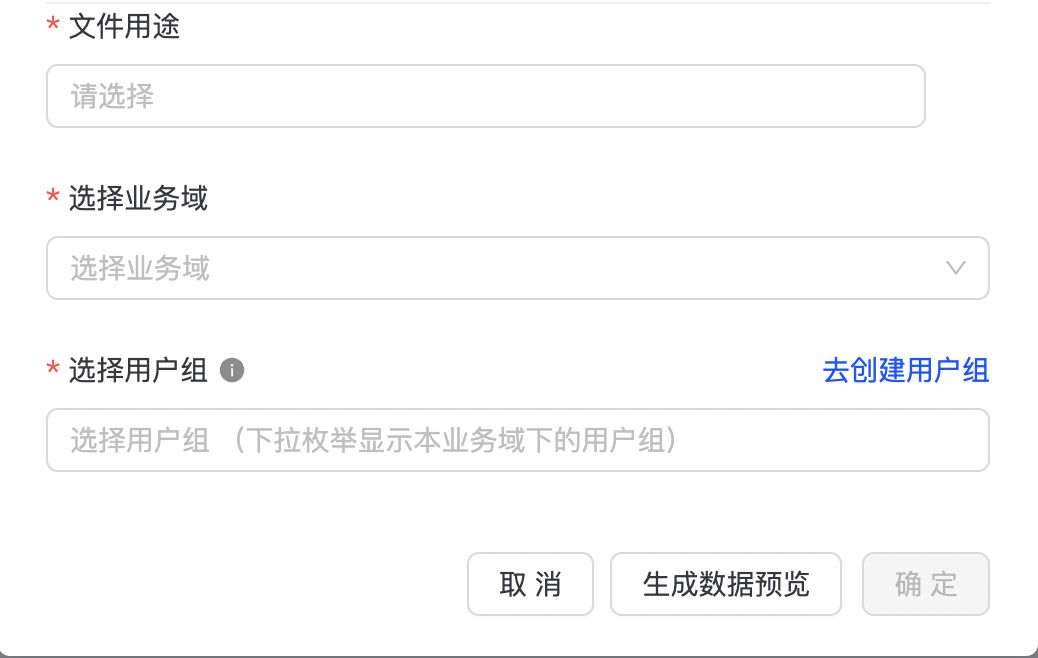 * 文件用途
请选择
* 选择业务域
选择业务域
* 选择用户组 i 去创建用户组
选择用户组 （下拉枚举显示本业务域下的用户组）
取 消 生成数据预览 确 定